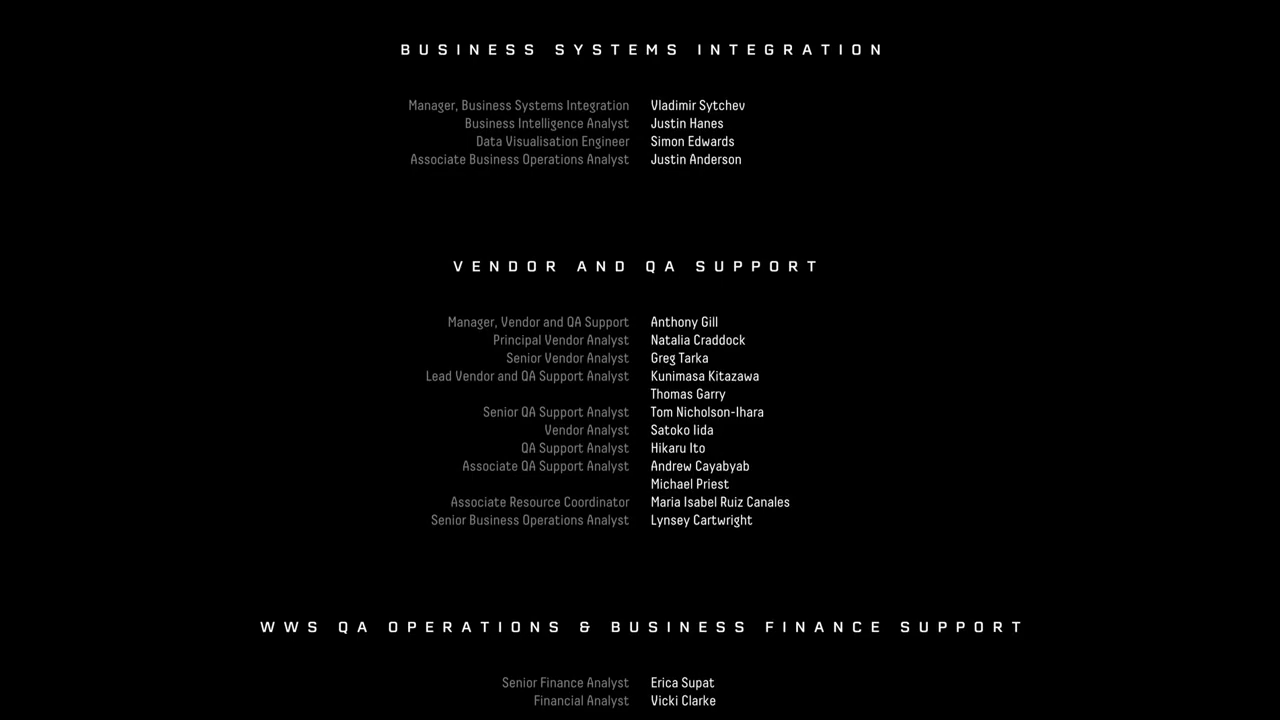 BUSINESS SYSTEMS INTEGRATION
Manager, Business Systems Integration Vladimir Sytchev
Business Intelligence Analyst Justin Hanes
Data Visualisation Engineer Simon Edwards
Associate Business Operations Analyst Justin Anderson
VENDOR AND QA SUPPORT
Manager, Vendor and QA Support Anthony Gill
Principal Vendor Analyst Natalia Craddock
Senior Vendor Analyst Greg Tarka
Lead Vendor and QA Support Analyst Kunimasa Kitazawa
Thomas Garry
Senior QA Support Analyst Tom Nicholson-Ihara
Vendor Analyst Satoko Iida
QA Support Analyst Hikaru Ito
Associate QA Support Analyst Andrew Cayabyab
Michael Priest
Associate Resource Coordinator Maria Isabel Ruiz Canales
Senior Business Operations Analyst Lynsey Cartwright
WWS QA OPERATIONS & BUSINESS FINANCE SUPPORT
Senior Finance Analyst Erica Supat
Financial Analyst Vicki Clarke